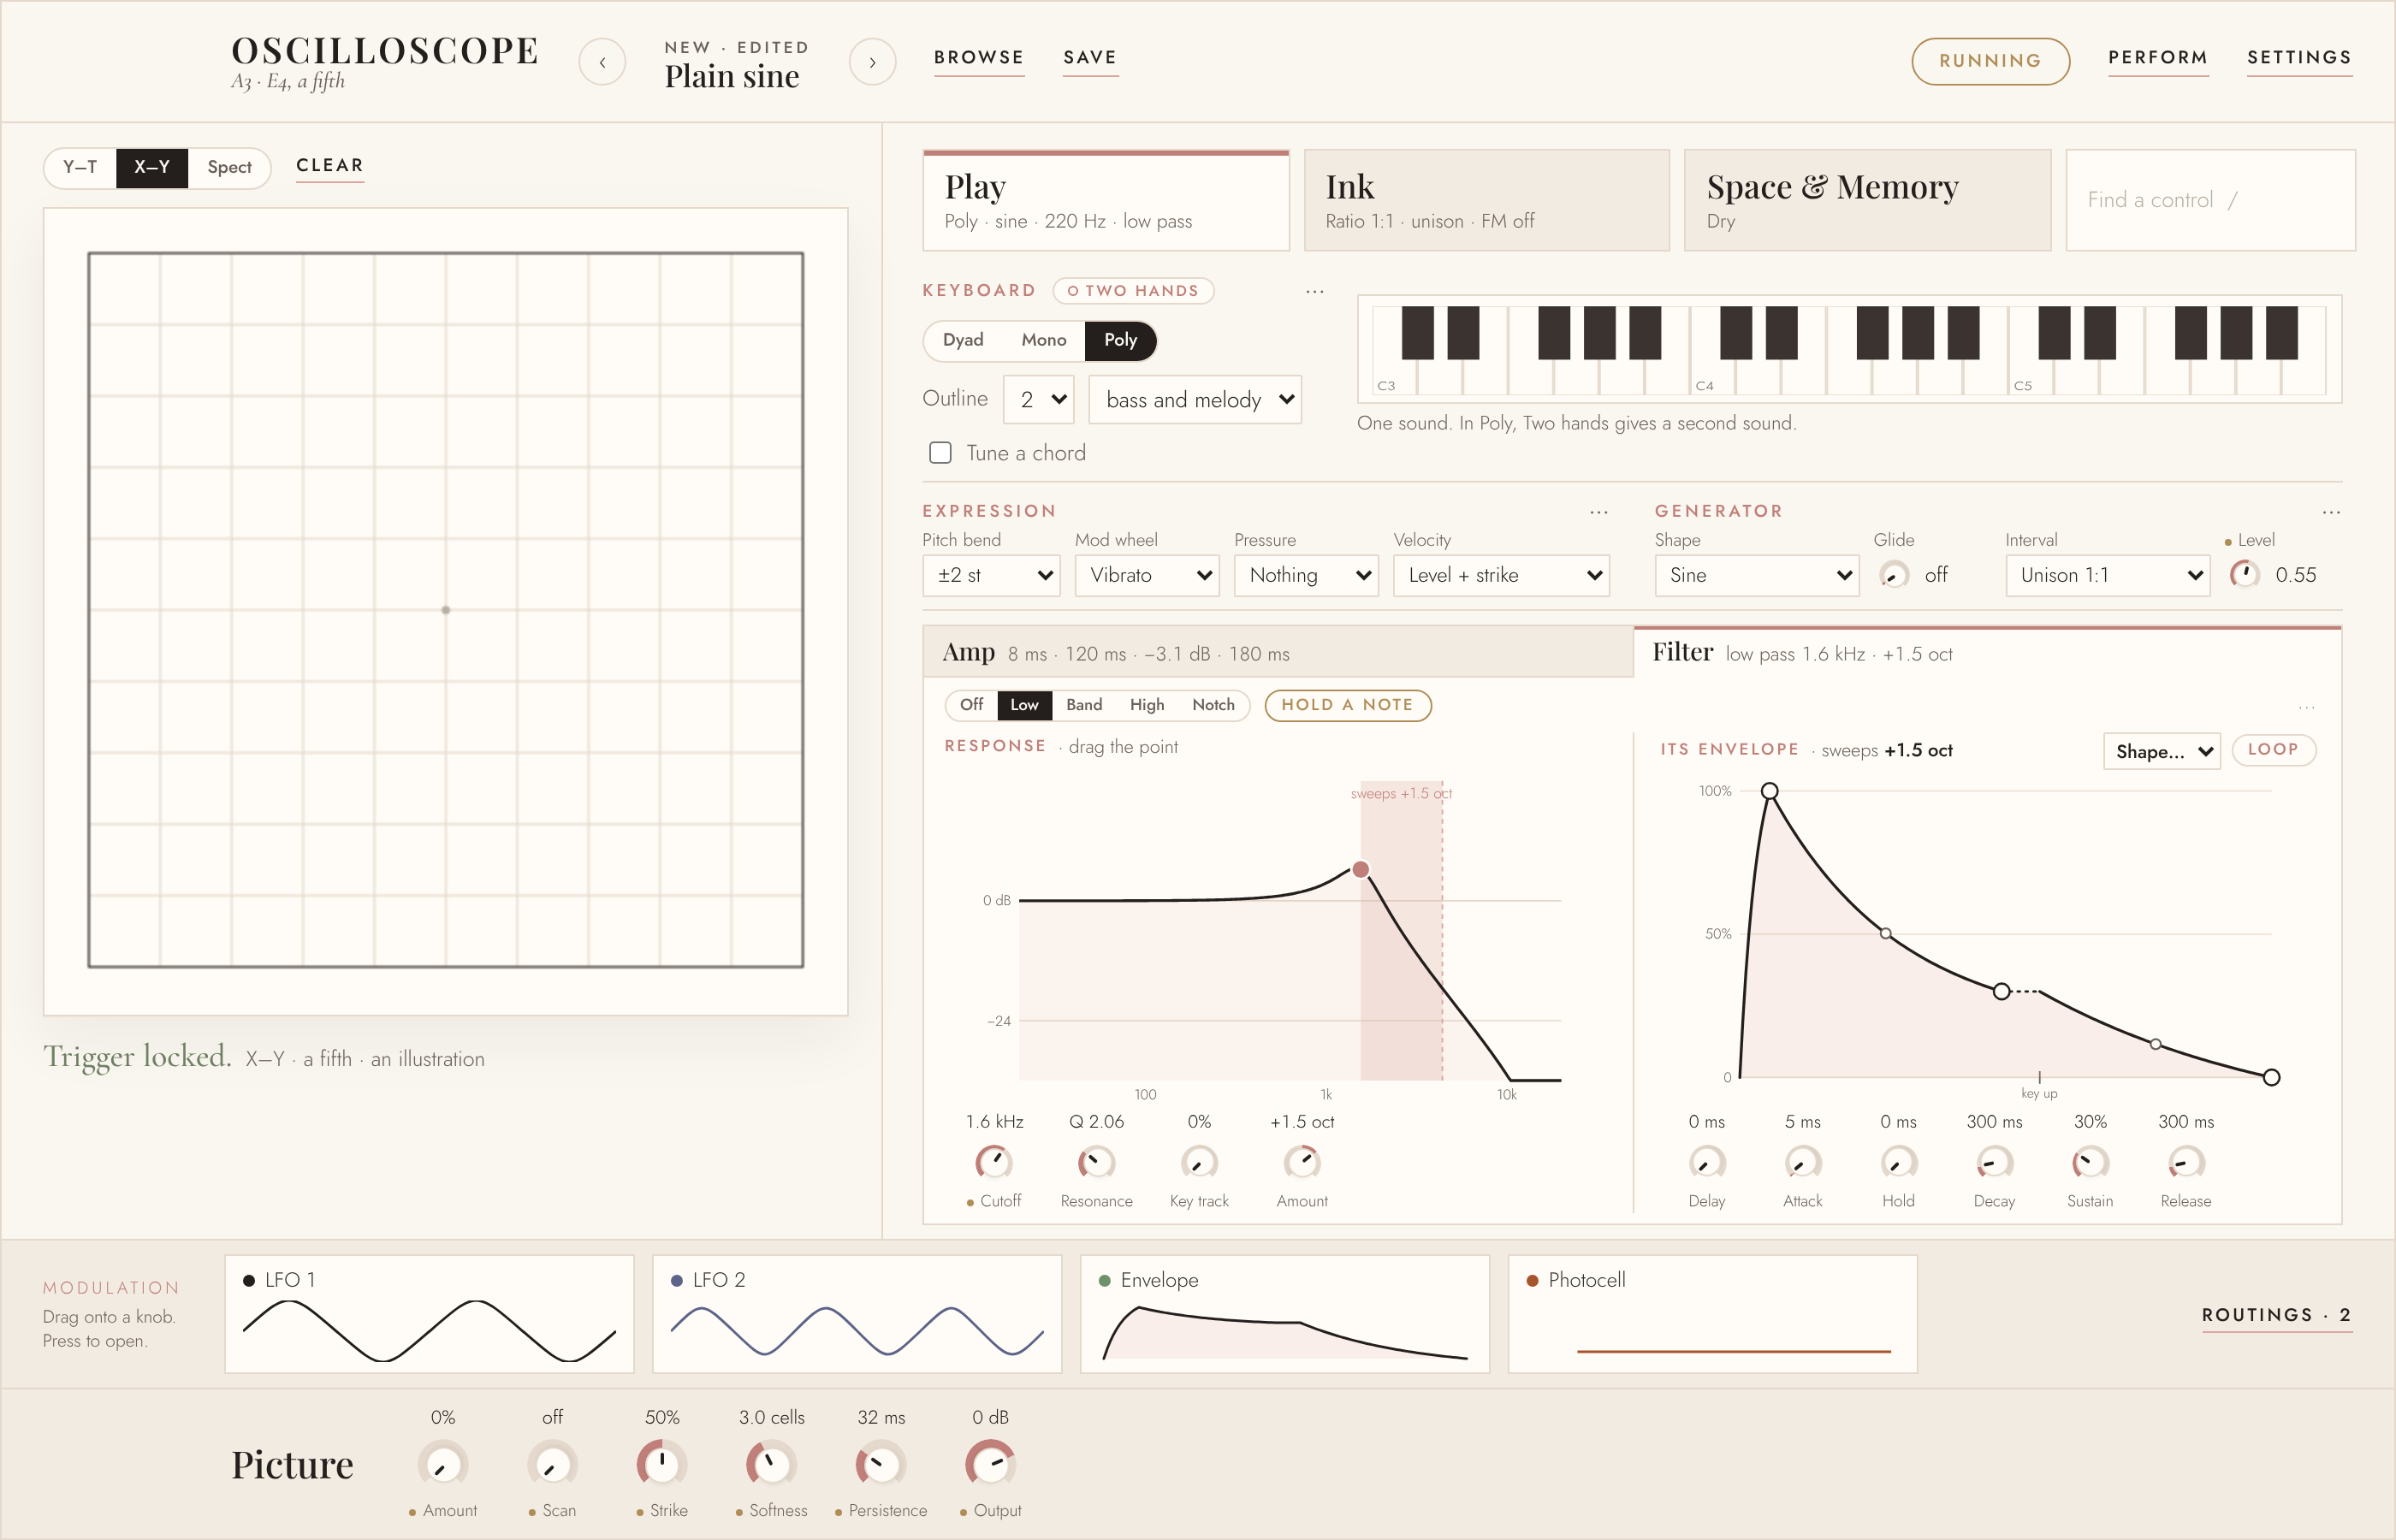 OSCILLOSCOPE
A3 · E4, a fifth
‹
NEW · EDITED
Plain sine
›
BROWSE
SAVE
RUNNING
PERFORM
SETTINGS
Y–T X–Y Spect
CLEAR
Trigger locked. X–Y · a fifth · an illustration
Play
Poly · sine · 220 Hz · low pass
Ink
Ratio 1:1 · unison · FM off
Space & Memory
Dry
Find a control /
KEYBOARD
TWO HANDS
...
Dyad Mono Poly
Outline 2 bass and melody
Tune a chord
C3 C4 C5
One sound. In Poly, Two hands gives a second sound.
EXPRESSION ...
Pitch bend Mod wheel Pressure Velocity
±2 st Vibrato Nothing Level + strike
GENERATOR ...
Shape Glide Interval Level
Sine off Unison 1:1 0.55
Amp 8 ms · 120 ms · −3.1 dB · 180 ms
Filter low pass 1.6 kHz · +1.5 oct
Off Low Band High Notch
HOLD A NOTE
...
RESPONSE · drag the point
sweeps +1.5 oct
0 dB
−24
100 1k 10k
1.6 kHz Q 2.06 0% +1.5 oct
Cutoff Resonance Key track Amount
ITS ENVELOPE · sweeps +1.5 oct
Shape...
LOOP
100%
50%
0
key up
0 ms 5 ms 0 ms 300 ms 30% 300 ms
Delay Attack Hold Decay Sustain Release
MODULATION
Drag onto a knob.
Press to open.
LFO 1
LFO 2
Envelope
Photocell
ROUTINGS · 2
Picture
0% off 50% 3.0 cells 32 ms 0 dB
Amount Scan Strike Softness Persistence Output